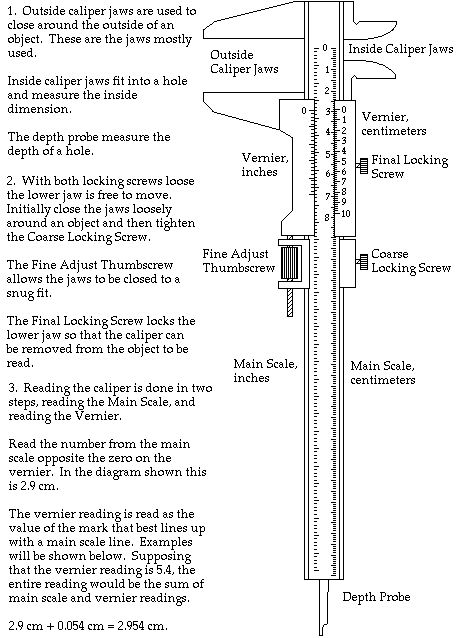 1.  Outside caliper jaws are used to
close around the outside of an
object.  These are the jaws mostly
used.
Inside caliper jaws fit into a hole
and measure the inside
dimension.
The depth probe measure the
depth of a hole.
2.  With both locking screws loose
the lower jaw is free to move.
Initially close the jaws loosely
around an object and then tighten
the Coarse Locking Screw.
The Fine Adjust Thumbscrew
allows the jaws to be closed to a
snug fit.
The Final Locking Screw locks the
lower jaw so that the caliper can
be removed from the object to be
read.
3.  Reading the caliper is done in two
steps, reading the Main Scale, and
reading the Vernier.
Read the number from the main
scale opposite the zero on the
vernier.  In the diagram shown this
is 2.9 cm.
The vernier reading is read as the
value of the mark that best lines up
with a main scale line.  Examples
will be shown below.  Supposing
that the vernier reading is 5.4, the
entire reading would be the sum of
main scale and vernier readings.
2.9 cm + 0.054 cm = 2.954 cm.
Outside
Caliper Jaws
Inside Caliper Jaws
0
1
2
3
4
5
6
7
8
0
0
1
2
3
4
5
6
7
8
9
10
Vernier,
centimeters
Vernier,
inches
Final Locking
Screw
Fine Adjust
Thumbscrew
Coarse
Locking Screw
Main Scale,
inches
Main Scale,
centimeters
Depth Probe